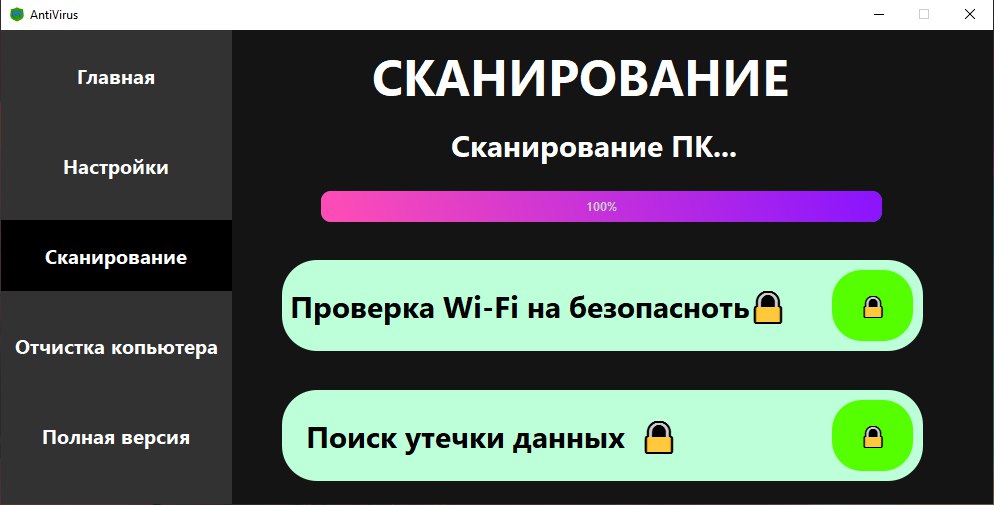 AntiVirus
Главная
Настройки
Сканирование
Отчистка копьютера
Полная версия
СКАНИРОВАНИЕ
Сканирование ПК...
100%
Проверка Wi-Fi на безопасноть
Поиск утечки данных